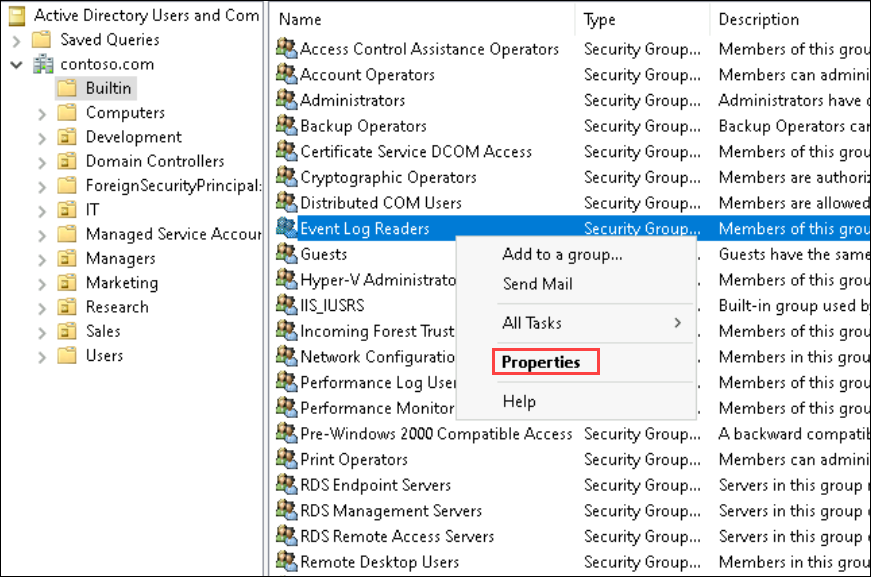 Active Directory Users and Com
Saved Queries
contoso.com
Builtin
Computers
Development
Domain Controllers
ForeignSecurityPrincipal:
IT
Managed Service Accour
Managers
Marketing
Research
Sales
Users
Name Type Description
Access Control Assistance Operators Security Group... Members of this grou
Account Operators Security Group... Members can admini
Administrators Security Group... Administrators have c
Backup Operators Security Group... Backup Operators car
Certificate Service DCOM Access Security Group... Members of this grou
Cryptographic Operators Security Group... Members are authoriz
Distributed COM Users Security Group... Members are allowed
Event Log Readers Security Group... Members of this grou
Guests Guests have the same
Hyper-V Administrato Members of this grou
IIS_IUSRS Built-in group used by
Incoming Forest Trust Members of this grou
Network Configuratio Members in this group
Performance Log User Members of this grou
Performance Monitor Members of this grou
Pre-Windows 2000 Compatible Access Security Group... A backward compatib
Print Operators Security Group... Members can admini
RDS Endpoint Servers Security Group... Servers in this group r
RDS Management Servers Security Group... Servers in this group c
RDS Remote Access Servers Security Group... Servers in this group e
Remote Desktop Users Security Group... Members in this group
Add to a group...
Send Mail
All Tasks
Properties
Help